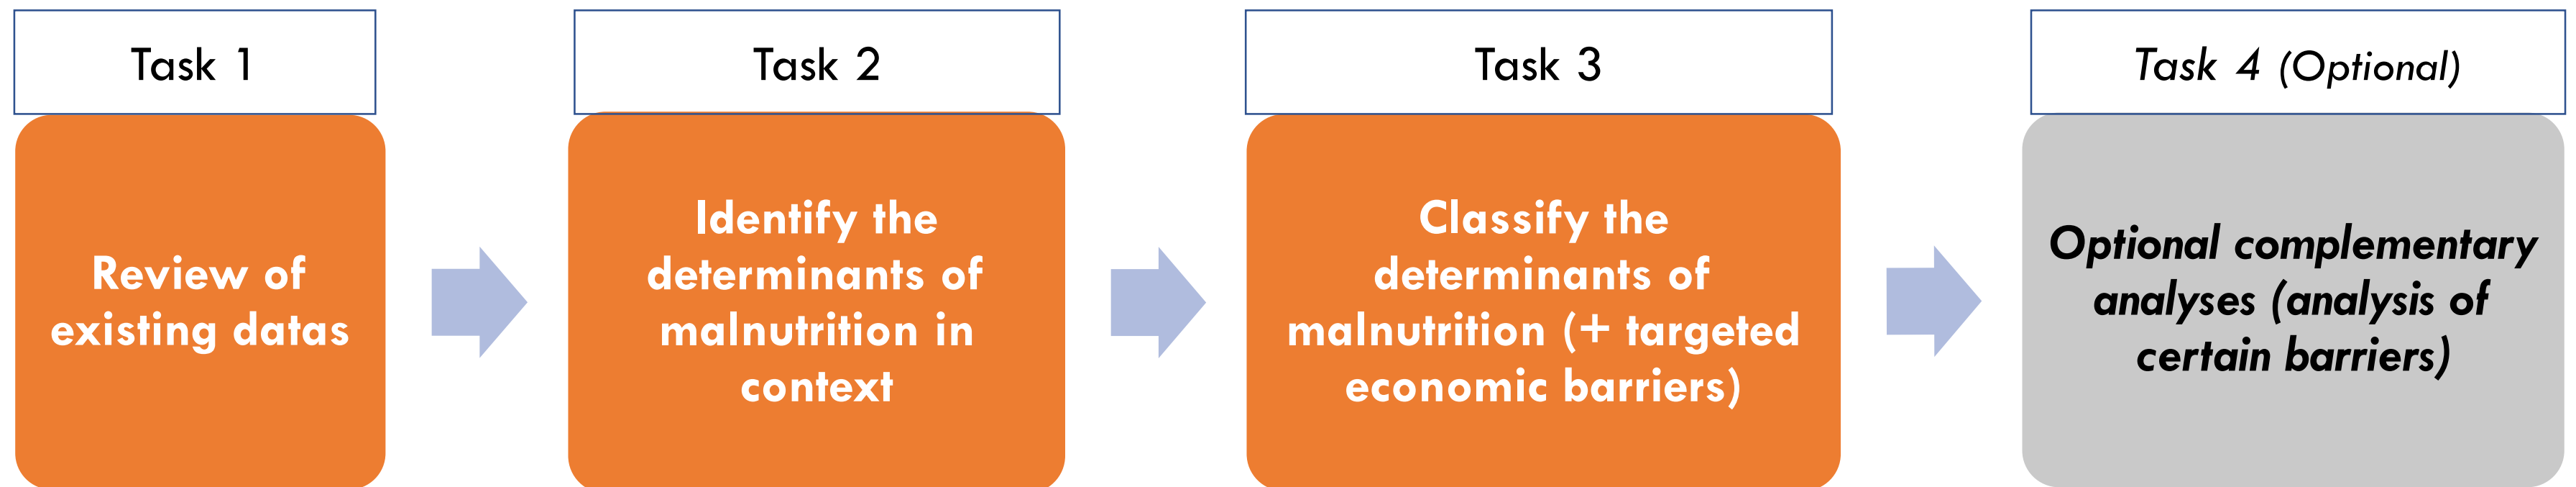 Task 1
Review of
existing datas
Task 2
Identify the
determinants of
malnutrition in
context
Task 3
Classify the
determinants of
malnutrition (+ targeted
economic barriers)
Task 4 (Optional)
Optional complementary
analyses (analysis of
certain barriers)